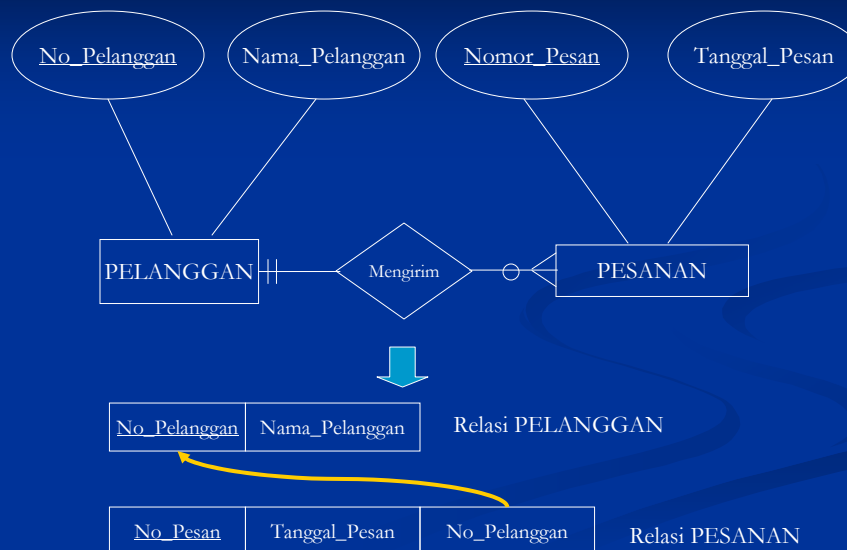 No_Pelanggan Nama_Pelanggan Nomor_Pesan Tanggal_Pesan
PELANGGAN Mengirim PESANAN
No_Pelanggan Nama_Pelanggan Relasi PELANGGAN
No_Pesan Tanggal_Pesan No_Pelanggan Relasi PESANAN